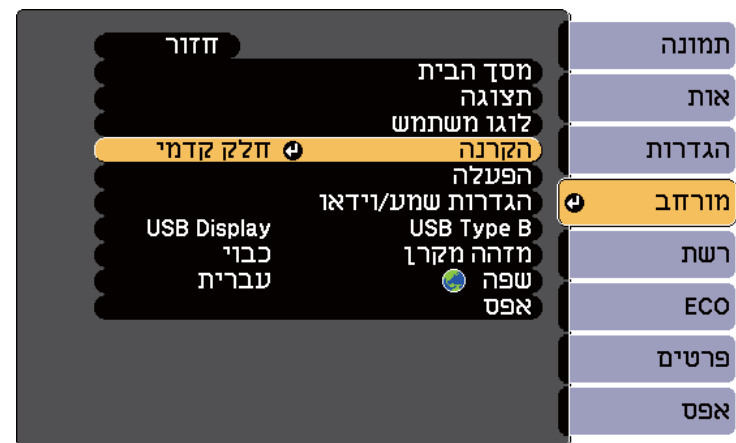 תמונה
אות
הגדרות
מורחב
רשת
ECO
פרטים
אפס
חזור
מסך הבית
תצוגה
לוגו משתמש
הקרנה חלק קדמי
הפעלה
הגדרות שמע/וידאו
USB Type B USB Display
מזהה מקרן כבוי
שפה עברית
אפס